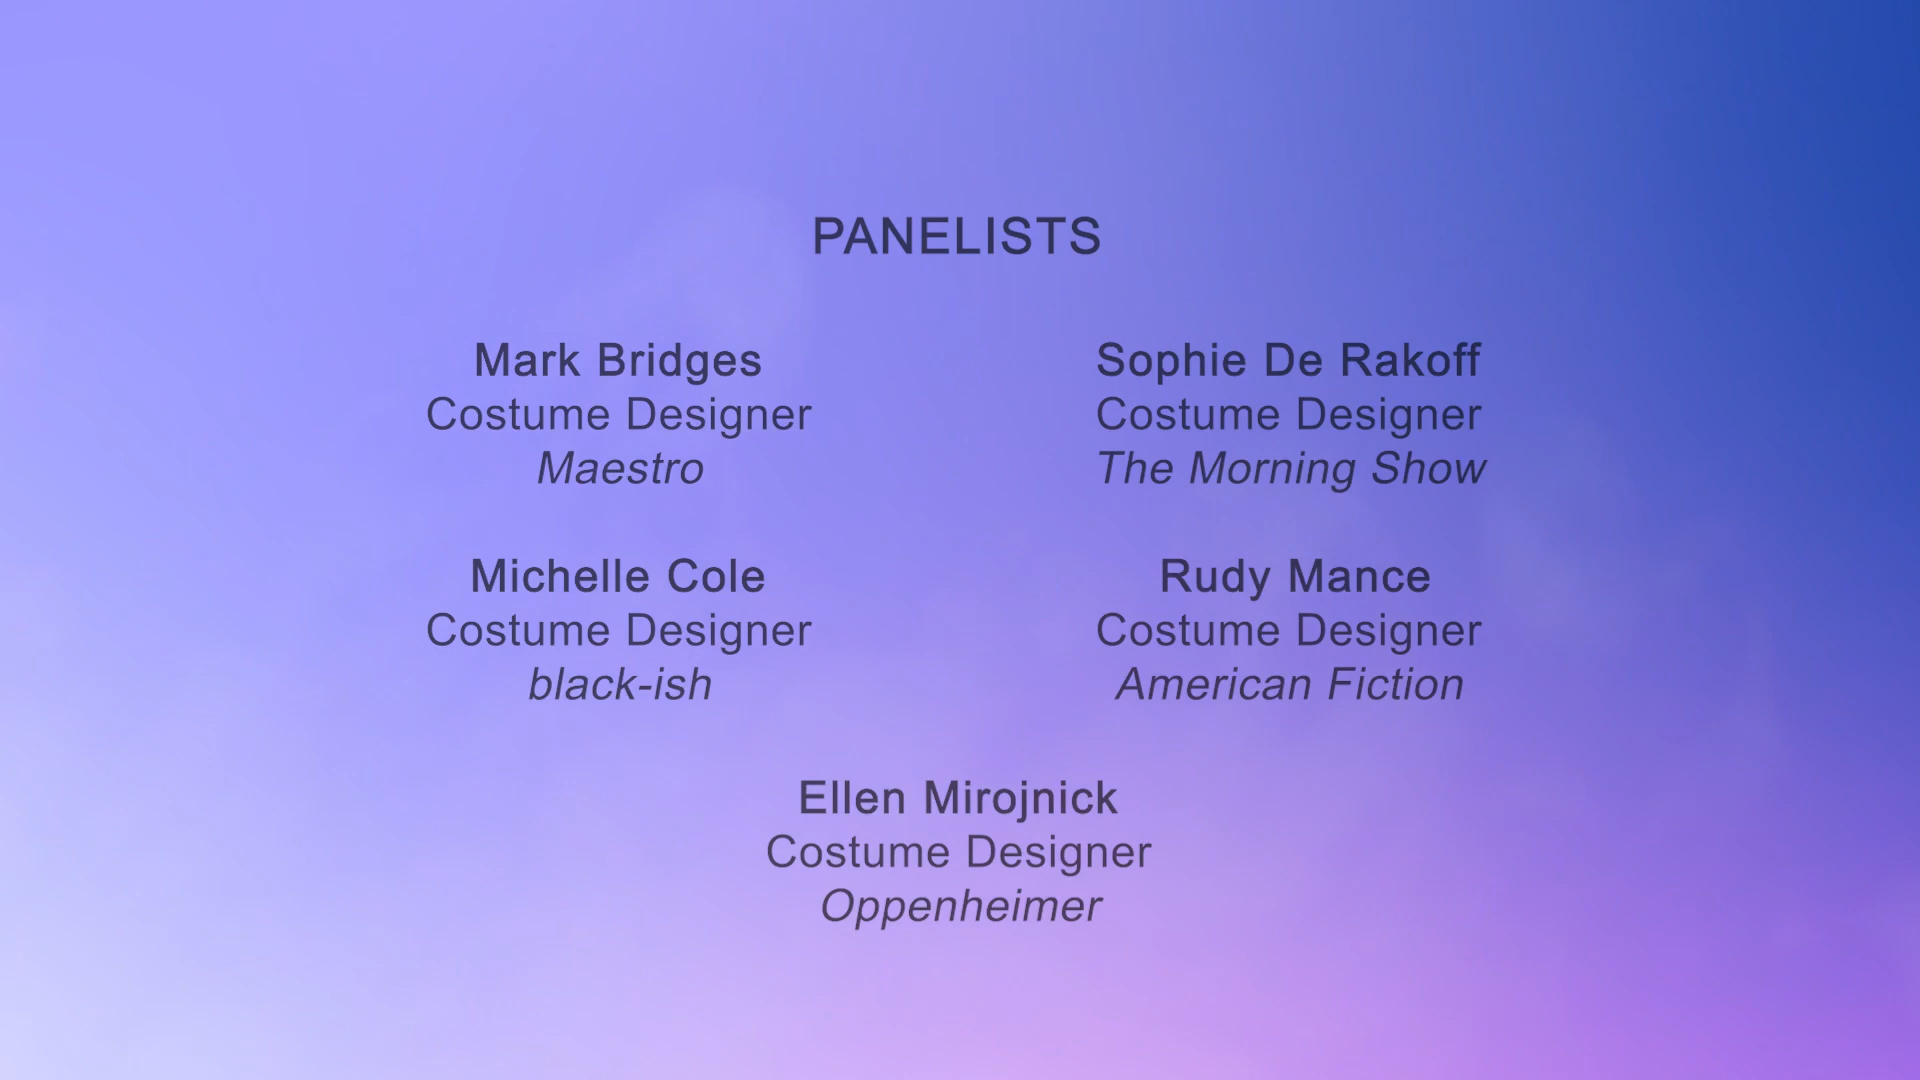 PANELISTS
Mark Bridges
Costume Designer
Maestro
Sophie De Rakoff
Costume Designer
The Morning Show
Michelle Cole
Costume Designer
black-ish
Rudy Mance
Costume Designer
American Fiction
Ellen Mirojnick
Costume Designer
Oppenheimer